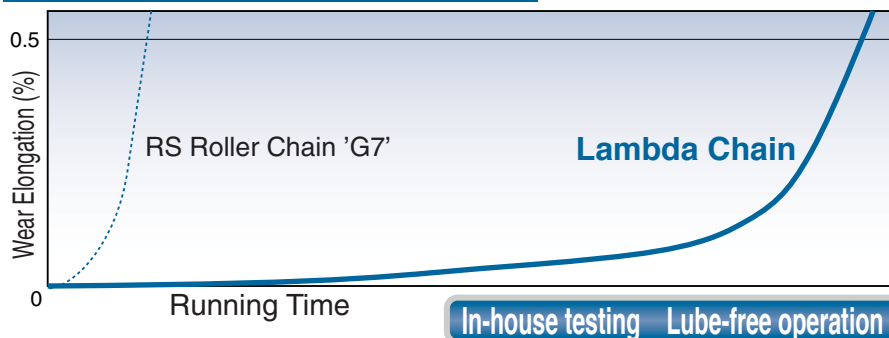 0.5
Wear Elongation (%)
RS Roller Chain 'G7'
Lambda Chain
0
Running Time
In-house testing Lube-free operation